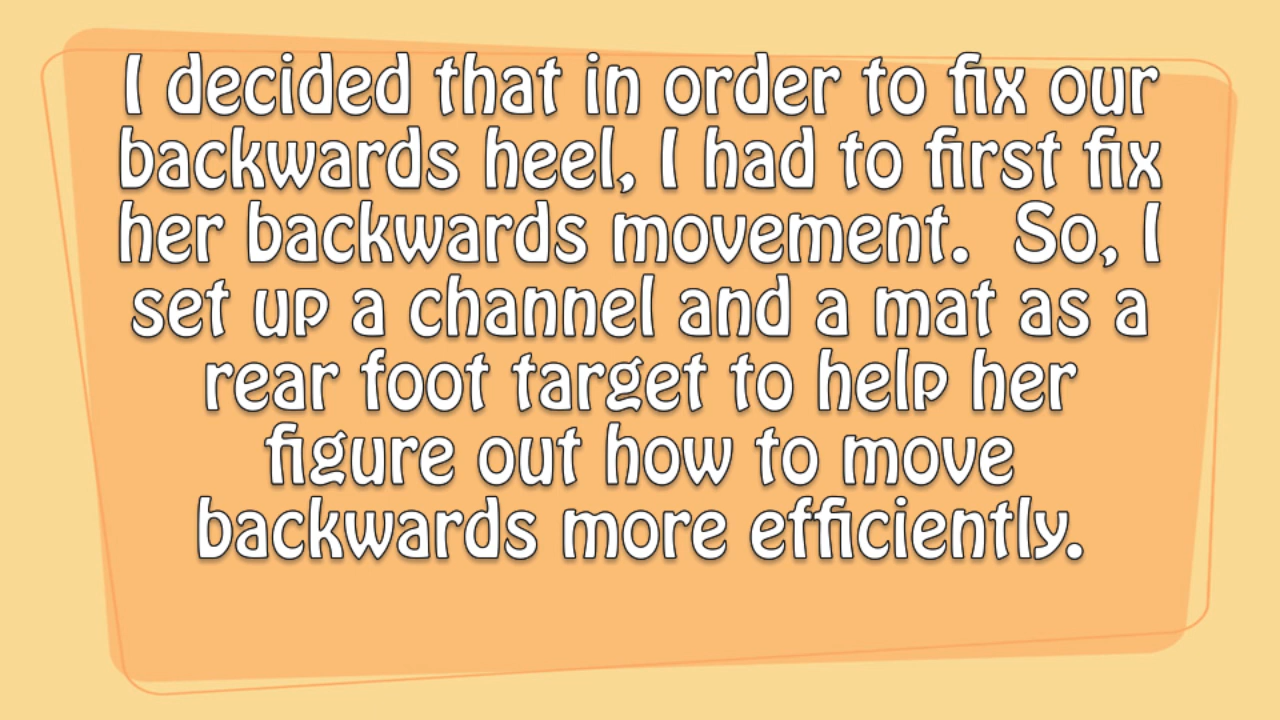 I decided that in order to fix our
backwards heel, I had to first fix
her backwards movement.  So, I
set up a channel and a mat as a
rear foot target to help her
figure out how to move
backwards more efficiently.